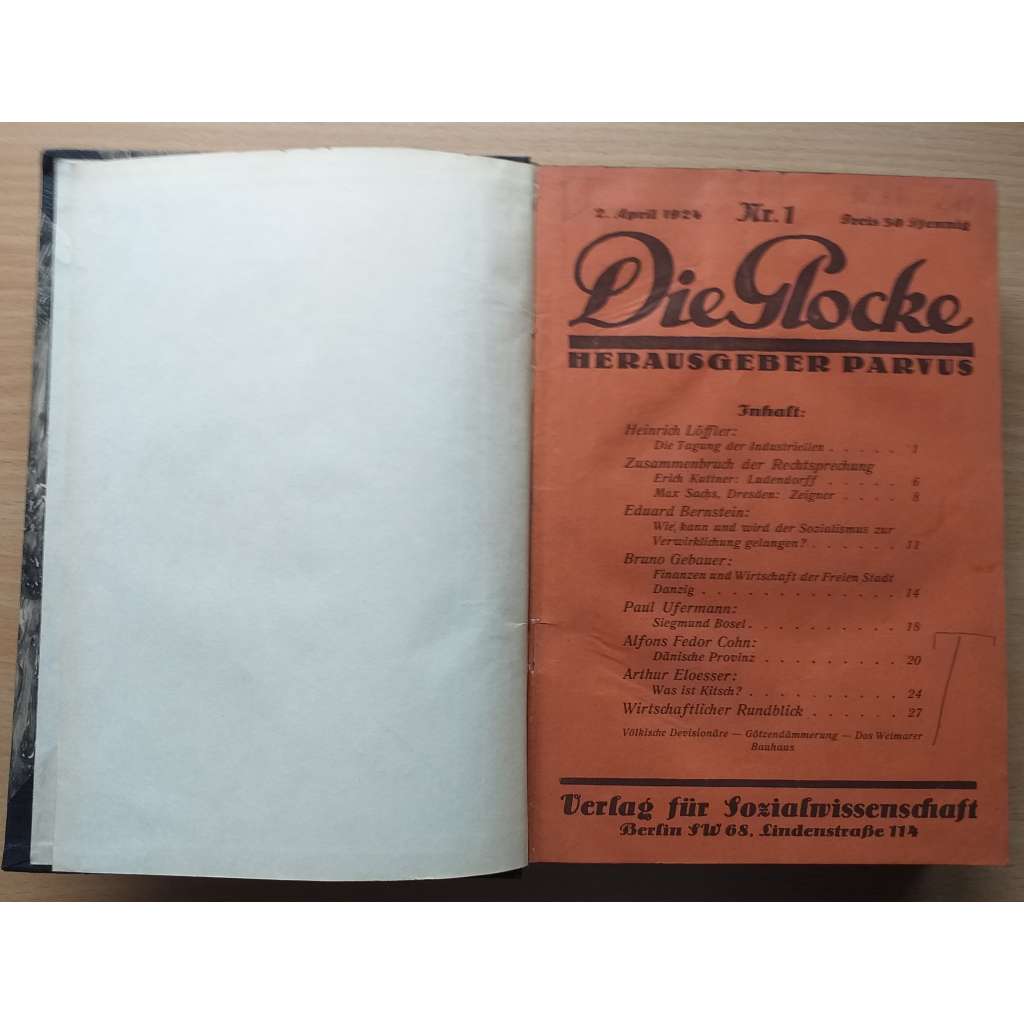 2. April 1924 Nr. 1 Preis 30 Pfennig
Die Glocke
HERAUSGEBER PARVUS
Inhalt:
Heinrich Löffler:
Die Tagung der Industriellen . . . . . 1
Zusammenbruch der Rechtsprechung
Erich Kuttner: Ludendorff . . . . . 6
Max Sachs, Dresden: Zeigner . . . . 8
Eduard Bernstein:
Wie kann und wird der Sozialismus zur
Verwirklichung gelangen? . . . . . . 11
Bruno Gebauer:
Finanzen und Wirtschaft der Freien Stadt
Danzig . . . . . . . . . . . . . 14
Paul Ufermann:
Siegmund Bosel . . . . . . . . . . . 18
Alfons Fedor Cohn:
Dänische Provinz . . . . . . . . . . 20
Arthur Eloesser:
Was ist Kitsch? . . . . . . . . . . . 24
Wirtschaftlicher Rundblick . . . . . . 27
Völkische Devisionäre — Götzendämmerung — Das Weimarer
Bauhaus
Verlag für Sozialwissenschaft
Berlin SW 68, Lindenstraße 114